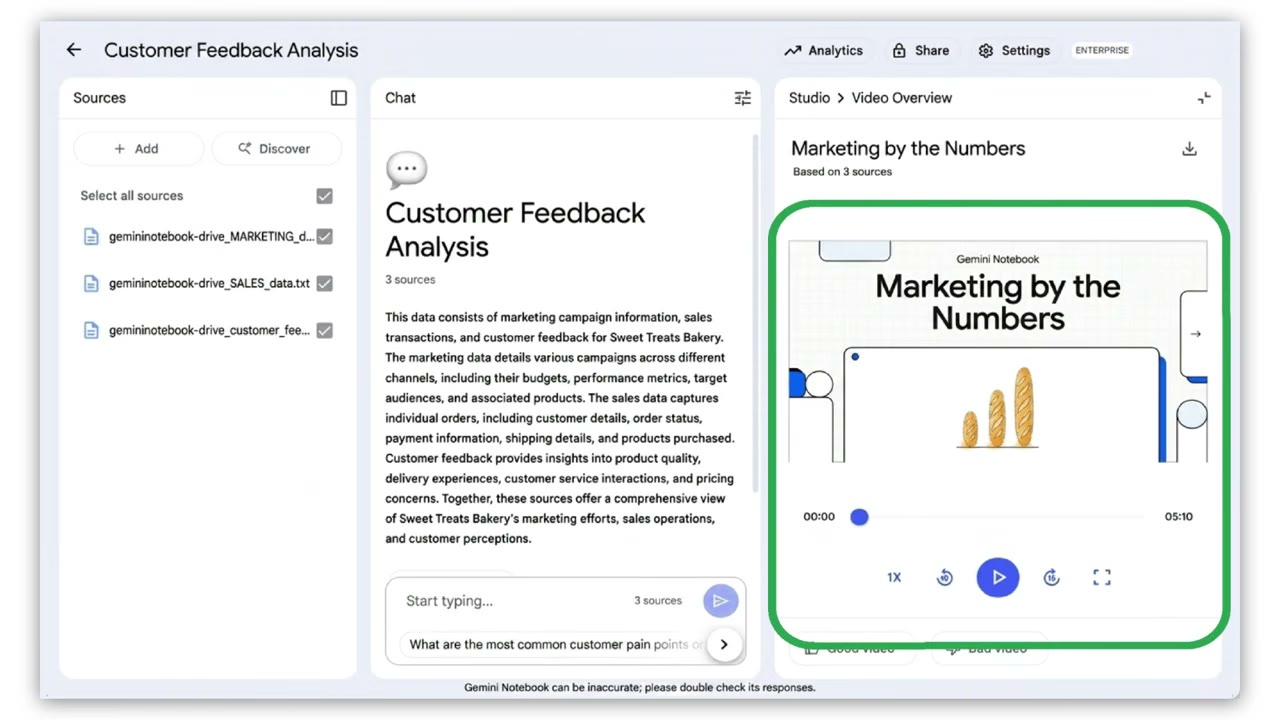 Customer Feedback Analysis
Analytics
Share
Settings
ENTERPRISE
Sources
Add
Discover
Select all sources
gemininotebook-drive_MARKETING_d...
gemininotebook-drive_SALES_data.txt
gemininotebook-drive_customer_fee...
Chat
Customer Feedback
Analysis
3 sources
This data consists of marketing campaign information, sales
transactions, and customer feedback for Sweet Treats Bakery.
The marketing data details various campaigns across different
channels, including their budgets, performance metrics, target
audiences, and associated products. The sales data captures
individual orders, including customer details, order status,
payment information, shipping details, and products purchased.
Customer feedback provides insights into product quality,
delivery experiences, customer service interactions, and pricing
concerns. Together, these sources offer a comprehensive view
of Sweet Treats Bakery's marketing efforts, sales operations,
and customer perceptions.
Start typing...
3 sources
What are the most common customer pain points or
Studio > Video Overview
Marketing by the Numbers
Based on 3 sources
Gemini Notebook
Marketing by the
Numbers
00:00
05:10
1X
10
15
Good video
Bad video
Gemini Notebook can be inaccurate; please double check its responses.